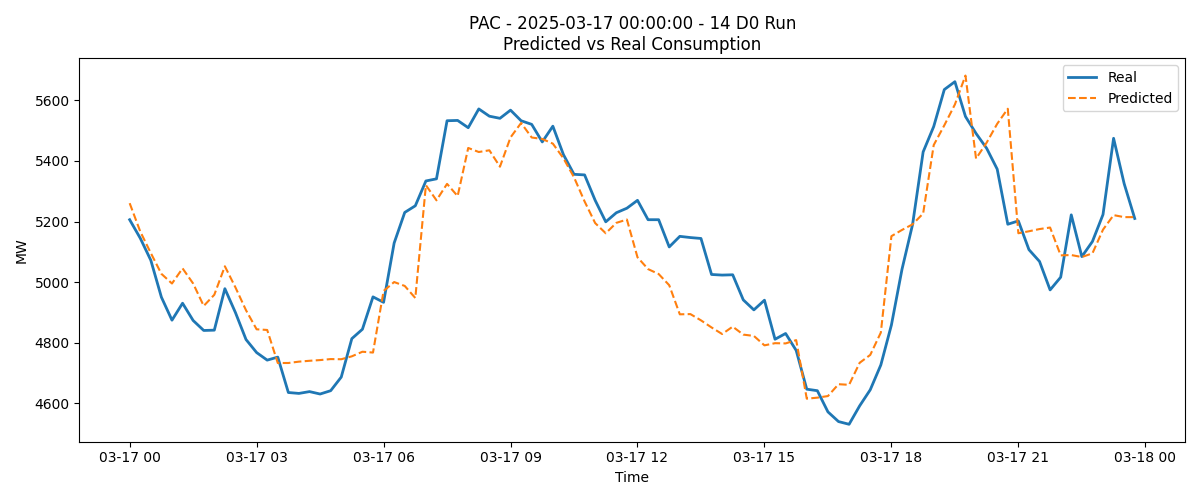 PAC - 2025-03-17 00:00:00 - 14 D0 Run
Predicted vs Real Consumption
Real
Predicted
5600
5400
5200
5000
4800
4600
MW
03-17 00
03-17 03
03-17 06
03-17 09
03-17 12
03-17 15
03-17 18
03-17 21
03-18 00
Time